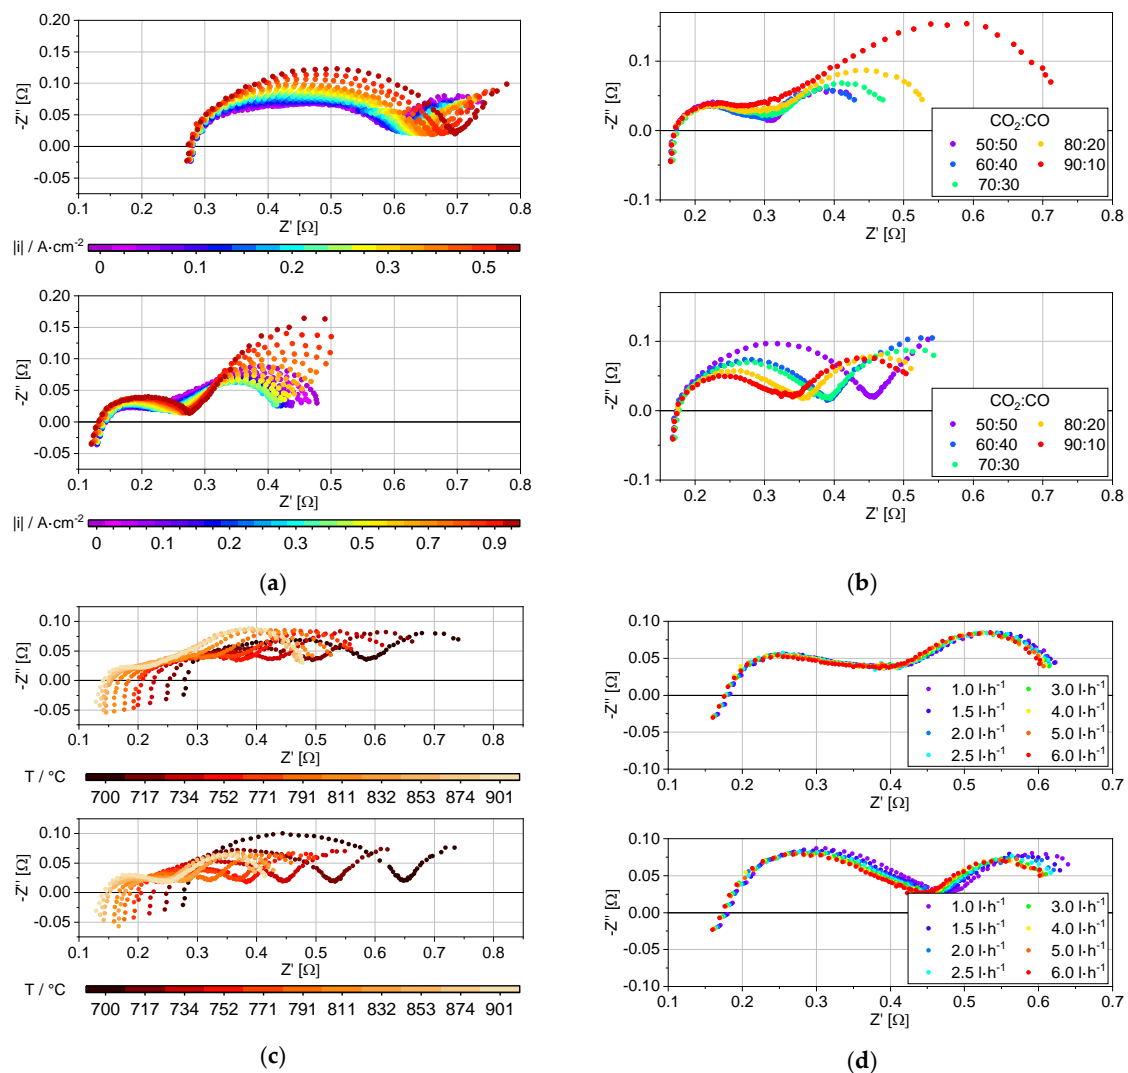 0.20
0.15
0.10
0.05
0.00
-0.05
-Z'' [Ω]
0.1 0.2 0.3 0.4 0.5 0.6 0.7 0.8
Z' [Ω]
|i| / A·cm-2
0 0.1 0.2 0.3 0.5
0.20
0.15
0.10
0.05
0.00
-0.05
-Z'' [Ω]
0.1 0.2 0.3 0.4 0.5 0.6 0.7 0.8
Z' [Ω]
|i| / A·cm-2
0 0.1 0.2 0.3 0.5 0.7 0.9
(a)
0.1
0.0
-0.1
-Z'' [Ω]
CO2:CO
50:50 80:20
60:40 90:10
70:30
0.2 0.3 0.4 0.5 0.6 0.7 0.8
Z' [Ω]
0.1
0.0
-0.1
-Z'' [Ω]
CO2:CO
50:50 80:20
60:40 90:10
70:30
0.2 0.3 0.4 0.5 0.6 0.7 0.8
Z' [Ω]
(b)
0.10
0.05
0.00
-0.05
-Z'' [Ω]
0.1 0.2 0.3 0.4 0.5 0.6 0.7 0.8
Z' [Ω]
T / °C
700 717 734 752 771 791 811 832 853 874 901
0.10
0.05
0.00
-0.05
-Z'' [Ω]
0.1 0.2 0.3 0.4 0.5 0.6 0.7 0.8
Z' [Ω]
T / °C
700 717 734 752 771 791 811 832 853 874 901
(c)
0.10
0.05
0.00
-0.05
-0.10
-Z'' [Ω]
1.0 l·h-1 3.0 l·h-1
1.5 l·h-1 4.0 l·h-1
2.0 l·h-1 5.0 l·h-1
2.5 l·h-1 6.0 l·h-1
0.1 0.2 0.3 0.4 0.5 0.6 0.7
Z' [Ω]
0.10
0.05
0.00
-0.05
-0.10
-Z'' [Ω]
1.0 l·h-1 3.0 l·h-1
1.5 l·h-1 4.0 l·h-1
2.0 l·h-1 5.0 l·h-1
2.5 l·h-1 6.0 l·h-1
0.1 0.2 0.3 0.4 0.5 0.6 0.7
Z' [Ω]
(d)